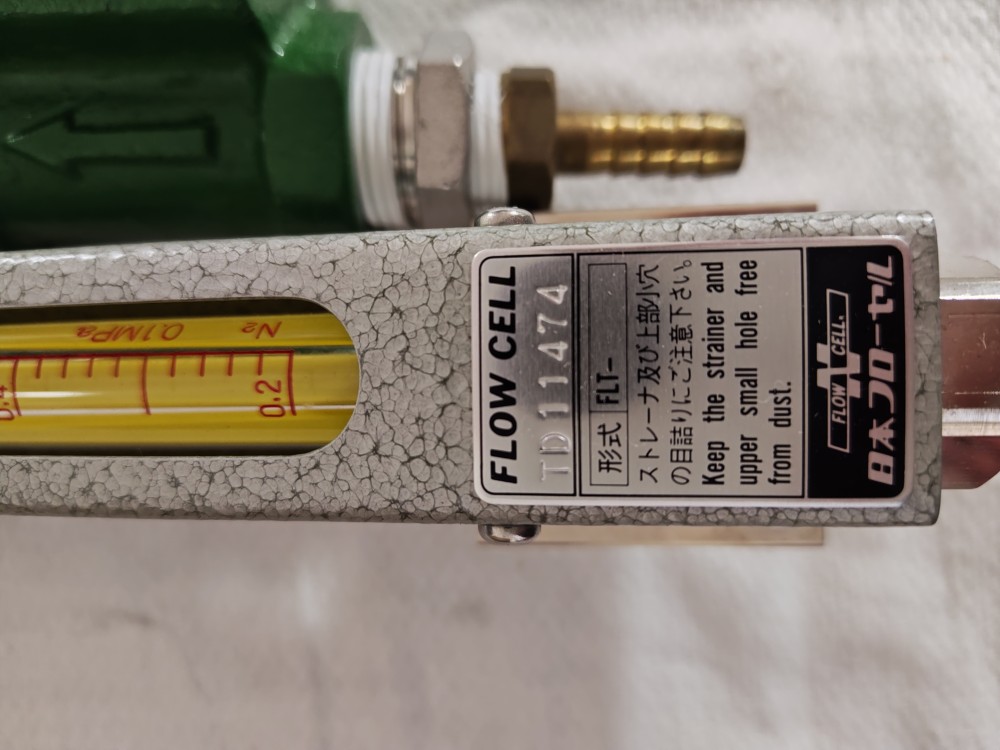 FLOW CELL
TD11474
形式 FLT-
ストレーナ及び上部小穴
の目詰りにご注意下さい。
Keep the strainer and
upper small hole free
from dust.
FLOW N CELL.
日本フローセル
N₂
0.1MPa
0.2
0.4